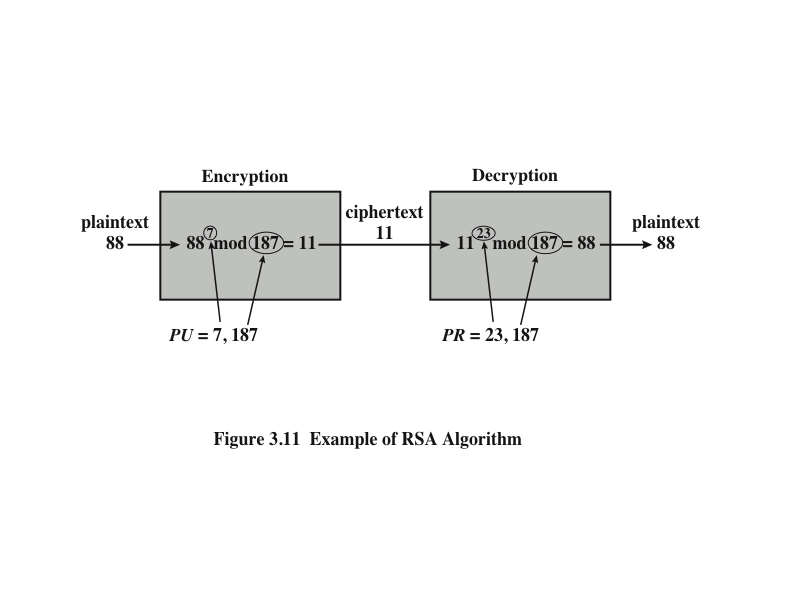 Encryption
Decryption
plaintext
88
88^7 mod 187 = 11
ciphertext
11
11^23 mod 187 = 88
plaintext
88
PU = 7, 187
PR = 23, 187
Figure 3.11 Example of RSA Algorithm